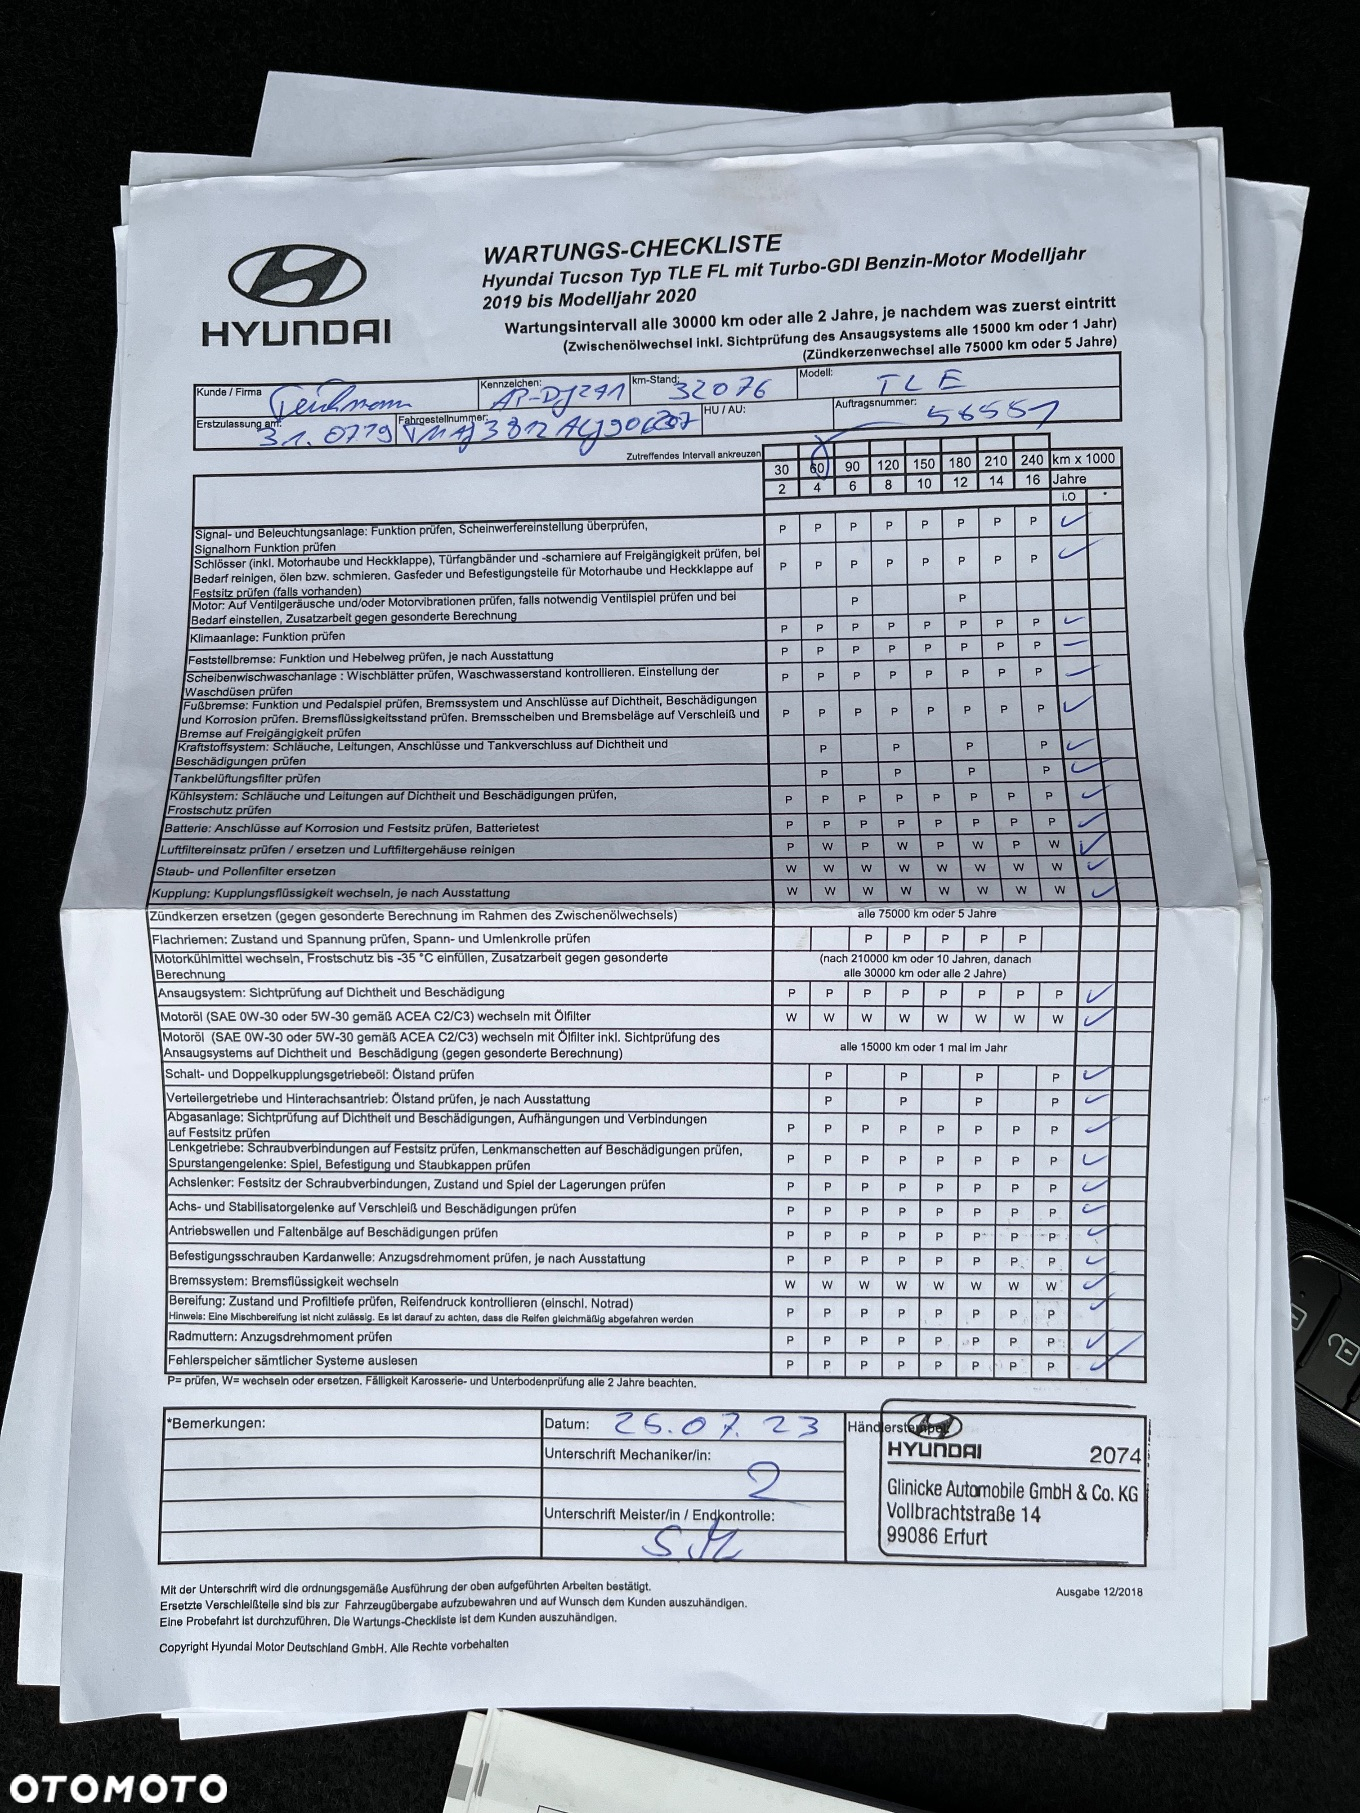 HYUNDAI
WARTUNGS-CHECKLISTE
Hyundai Tucson Typ TLE FL mit Turbo-GDI Benzin-Motor Modelljahr
2019 bis Modelljahr 2020
Wartungsintervall alle 30000 km oder alle 2 Jahre, je nachdem was zuerst eintritt
(Zwischenölwechsel inkl. Sichtprüfung des Ansaugsystems alle 15000 km oder 1 Jahr)
(Zündkerzenwechsel alle 75000 km oder 5 Jahre)
Kunde / Firma Teichmann Kennzeichen: AP-DJ291 km-Stand: 32076 Modell: TLE
Erstzulassung am: 31.0719 Fahrgestellnummer: HU / AU: Auftragsnummer: 56551
Zutreffendes Intervall ankreuzen
30 60 90 120 150 180 210 240 km x 1000
2 4 6 8 10 12 14 16 Jahre
i.O *
Signal- und Beleuchtungsanlage: Funktion prüfen, Scheinwerfereinstellung überprüfen,
Signalhorn Funktion prüfen P P P P P P P P
Schlösser (inkl. Motorhaube und Heckklappe), Türfangbänder und -scharniere auf Freigängigkeit prüfen, bei
Bedarf reinigen, ölen bzw. schmieren. Gasfeder und Befestigungsteile für Motorhaube und Heckklappe auf
Festsitz prüfen (falls vorhanden) P P P P P P P P
Motor: Auf Ventilgeräusche und/oder Motorvibrationen prüfen, falls notwendig Ventilspiel prüfen und bei
Bedarf einstellen, Zusatzarbeit gegen gesonderte Berechnung P P
Klimaanlage: Funktion prüfen P P P P P P P P
Feststellbremse: Funktion und Hebelweg prüfen, je nach Ausstattung P P P P P P P P
Scheibenwischwaschanlage : Wischblätter prüfen, Waschwasserstand kontrollieren. Einstellung der
Waschdüsen prüfen P P P P P P P P
Fußbremse: Funktion und Pedalspiel prüfen, Bremssystem und Anschlüsse auf Dichtheit, Beschädigungen
und Korrosion prüfen. Bremsflüssigkeitsstand prüfen. Bremsscheiben und Bremsbeläge auf Verschleiß und
Bremse auf Freigängigkeit prüfen P P P P P P P P
Kraftstoffsystem: Schläuche, Leitungen, Anschlüsse und Tankverschluss auf Dichtheit und
Beschädigungen prüfen P P P P
Tankbelüftungsfilter prüfen P P P P
Kühlsystem: Schläuche und Leitungen auf Dichtheit und Beschädigungen prüfen,
Frostschutz prüfen P P P P P P P P
Batterie: Anschlüsse auf Korrosion und Festsitz prüfen, Batterietest P P P P P P P P
Luftfiltereinsatz prüfen / ersetzen und Luftfiltergehäuse reinigen P W P W P W P W
Staub- und Pollenfilter ersetzen W W W W W W W W
Kupplung: Kupplungsflüssigkeit wechseln, je nach Ausstattung W W W W W W W W
Zündkerzen ersetzen (gegen gesonderte Berechnung im Rahmen des Zwischenölwechsels) alle 75000 km oder 5 Jahre
Flachriemen: Zustand und Spannung prüfen, Spann- und Umlenkrolle prüfen P P P P P
Motorkühlmittel wechseln, Frostschutz bis -35 °C einfüllen, Zusatzarbeit gegen gesonderte
Berechnung
(nach 210000 km oder 10 Jahren, danach
alle 30000 km oder alle 2 Jahre)
Ansaugsystem: Sichtprüfung auf Dichtheit und Beschädigung P P P P P P P P
Motoröl (SAE 0W-30 oder 5W-30 gemäß ACEA C2/C3) wechseln mit Ölfilter W W W W W W W W
Motoröl (SAE 0W-30 oder 5W-30 gemäß ACEA C2/C3) wechseln mit Ölfilter inkl. Sichtprüfung des
Ansaugsystems auf Dichtheit und Beschädigung (gegen gesonderte Berechnung) alle 15000 km oder 1 mal im Jahr
Schalt- und Doppelkupplungsgetriebeöl: Ölstand prüfen P P P P
Verteilergetriebe und Hinterachsantrieb: Ölstand prüfen, je nach Ausstattung P P P P
Abgasanlage: Sichtprüfung auf Dichtheit und Beschädigungen, Aufhängungen und Verbindungen
auf Festsitz prüfen P P P P P P P P
Lenkgetriebe: Schraubverbindungen auf Festsitz prüfen, Lenkmanschetten auf Beschädigungen prüfen,
Spurstangengelenke: Spiel, Befestigung und Staubkappen prüfen P P P P P P P P
Achslenker: Festsitz der Schraubverbindungen, Zustand und Spiel der Lagerungen prüfen P P P P P P P P
Achs- und Stabilisatorgelenke auf Verschleiß und Beschädigungen prüfen P P P P P P P P
Antriebswellen und Faltenbälge auf Beschädigungen prüfen P P P P P P P P
Befestigungsschrauben Kardanwelle: Anzugsdrehmoment prüfen, je nach Ausstattung P P P P P P P P
Bremssystem: Bremsflüssigkeit wechseln W W W W W W W W
Bereifung: Zustand und Profiltiefe prüfen, Reifendruck kontrollieren (einschl. Notrad)
Hinweis: Eine Mischbereifung ist nicht zulässig. Es ist darauf zu achten, dass die Reifen gleichmäßig abgefahren werden P P P P P P P P
Radmuttern: Anzugsdrehmoment prüfen P P P P P P P P
Fehlerspeicher sämtlicher Systeme auslesen P P P P P P P P
P= prüfen, W= wechseln oder ersetzen. Fälligkeit Karosserie- und Unterbodenprüfung alle 2 Jahre beachten.
*Bemerkungen:
Datum: 26.07.23
Unterschrift Mechaniker/in:
2
Unterschrift Meister/in / Endkontrolle:
Händlerstempel:
HYUNDAI 2074
Glinicke Automobile GmbH & Co. KG
Vollbrachtstraße 14
99086 Erfurt
Mit der Unterschrift wird die ordnungsgemäße Ausführung der oben aufgeführten Arbeiten bestätigt.
Ersetzte Verschleißteile sind bis zur Fahrzeugübergabe aufzubewahren und auf Wunsch dem Kunden auszuhändigen.
Eine Probefahrt ist durchzuführen. Die Wartungs-Checkliste ist dem Kunden auszuhändigen.
Ausgabe 12/2018
Copyright Hyundai Motor Deutschland GmbH. Alle Rechte vorbehalten
OTOMOTO